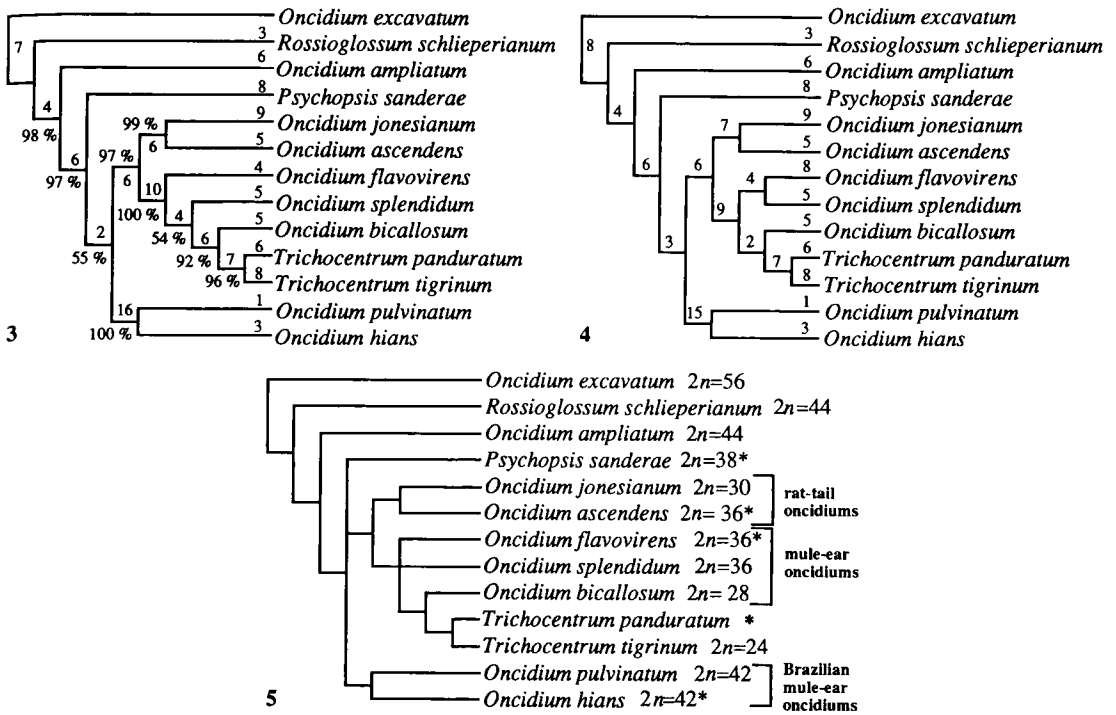 Oncidium excavatum
7
3
Rossioglossum schlieperianum
6
Oncidium ampliatum
4
98 %
8
Psychopsis sanderae
6
97 %
99 %
9
Oncidium jonesianum
6
5
Oncidium ascendens
97 %
6
4
Oncidium flavovirens
10
100 %
5
Oncidium splendidum
4
54 %
5
Oncidium bicallosum
6
92 %
6
Trichocentrum panduratum
7
96 %
8
Trichocentrum tigrinum
2
55 %
1
Oncidium pulvinatum
16
100 %
3
Oncidium hians
3
Oncidium excavatum
8
3
Rossioglossum schlieperianum
6
Oncidium ampliatum
4
8
Psychopsis sanderae
6
9
Oncidium jonesianum
7
5
Oncidium ascendens
6
8
Oncidium flavovirens
4
5
Oncidium splendidum
9
5
Oncidium bicallosum
2
6
Trichocentrum panduratum
7
8
Trichocentrum tigrinum
3
1
Oncidium pulvinatum
15
3
Oncidium hians
4
Oncidium excavatum 2n=56
Rossioglossum schlieperianum 2n=44
Oncidium ampliatum 2n=44
Psychopsis sanderae 2n=38*
Oncidium jonesianum 2n=30
Oncidium ascendens 2n= 36*
rat-tail
oncidiums
Oncidium flavovirens 2n=36*
Oncidium splendidum 2n=36
Oncidium bicallosum 2n= 28
mule-ear
oncidiums
Trichocentrum panduratum *
Trichocentrum tigrinum 2n=24
Oncidium pulvinatum 2n=42
Oncidium hians 2n=42*
Brazilian
mule-ear
oncidiums
5